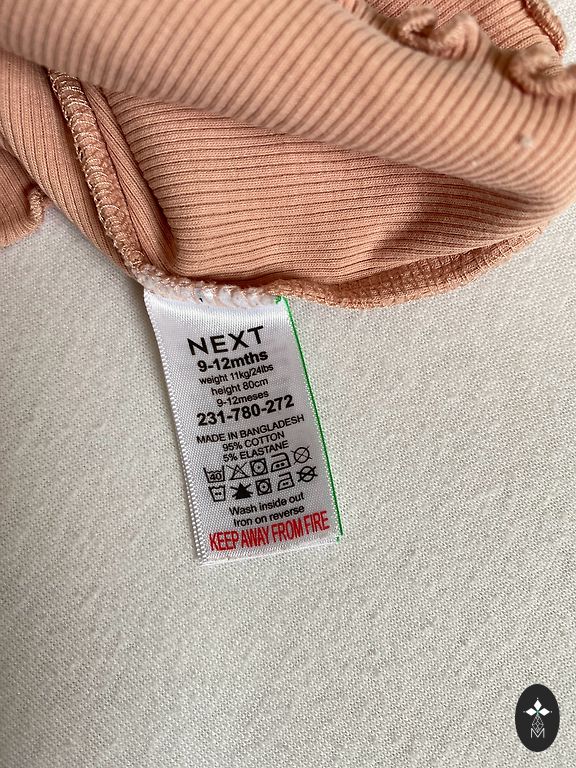 NEXT
9-12mths
weight 11kg/24lbs
height 80cm
9-12meses
231-780-272
MADE IN BANGLADESH
95% COTTON
5% ELASTANE
40
Wash inside out
Iron on reverse
KEEP AWAY FROM FIRE
M